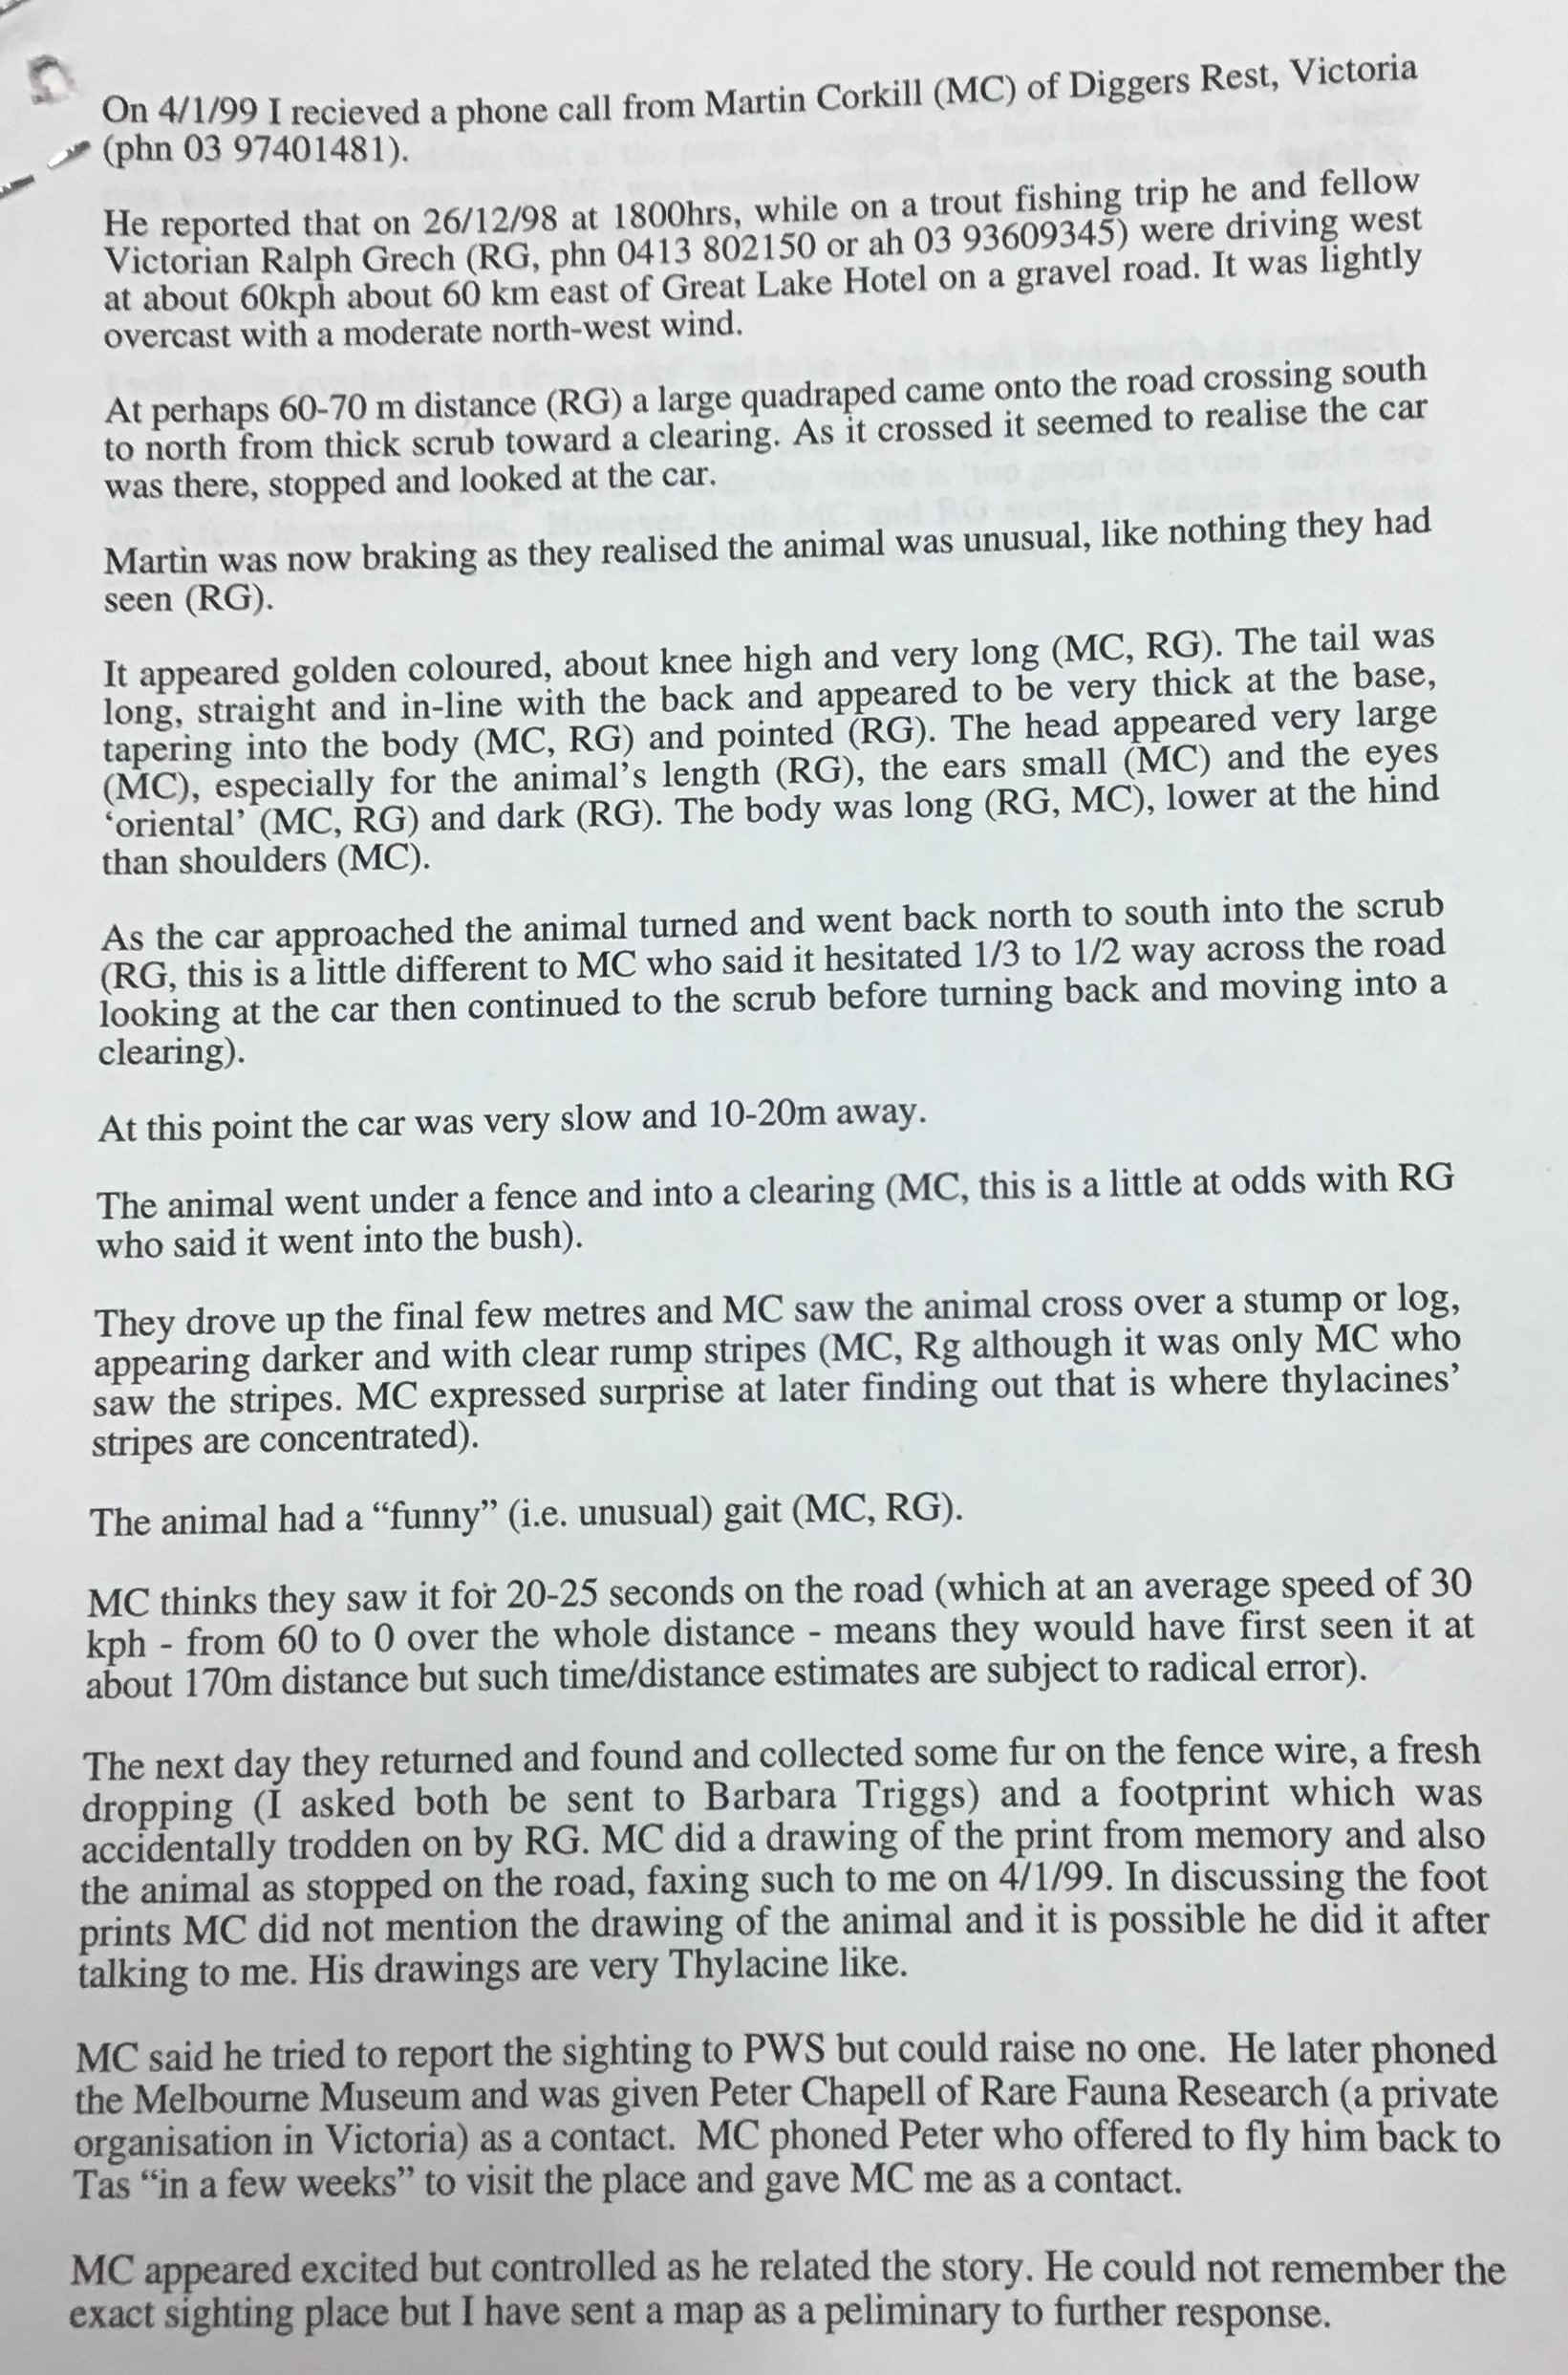 On 4/1/99 I recieved a phone call from Martin Corkill (MC) of Diggers Rest, Victoria
(phn 03 97401481).
He reported that on 26/12/98 at 1800hrs, while on a trout fishing trip he and fellow
Victorian Ralph Grech (RG, phn 0413 802150 or ah 03 93609345) were driving west
at about 60kph about 60 km east of Great Lake Hotel on a gravel road. It was lightly
overcast with a moderate north-west wind.
At perhaps 60-70 m distance (RG) a large quadraped came onto the road crossing south
to north from thick scrub toward a clearing. As it crossed it seemed to realise the car
was there, stopped and looked at the car.
Martin was now braking as they realised the animal was unusual, like nothing they had
seen (RG).
It appeared golden coloured, about knee high and very long (MC, RG). The tail was
long, straight and in-line with the back and appeared to be very thick at the base,
tapering into the body (MC, RG) and pointed (RG). The head appeared very large
(MC), especially for the animal's length (RG), the ears small (MC) and the eyes
‘oriental’ (MC, RG) and dark (RG). The body was long (RG, MC), lower at the hind
than shoulders (MC).
As the car approached the animal turned and went back north to south into the scrub
(RG, this is a little different to MC who said it hesitated 1/3 to 1/2 way across the road
looking at the car then continued to the scrub before turning back and moving into a
clearing).
At this point the car was very slow and 10-20m away.
The animal went under a fence and into a clearing (MC, this is a little at odds with RG
who said it went into the bush).
They drove up the final few metres and MC saw the animal cross over a stump or log,
appearing darker and with clear rump stripes (MC, Rg although it was only MC who
saw the stripes. MC expressed surprise at later finding out that is where thylacines’
stripes are concentrated).
The animal had a “funny” (i.e. unusual) gait (MC, RG).
MC thinks they saw it for 20-25 seconds on the road (which at an average speed of 30
kph - from 60 to 0 over the whole distance - means they would have first seen it at
about 170m distance but such time/distance estimates are subject to radical error).
The next day they returned and found and collected some fur on the fence wire, a fresh
dropping (I asked both be sent to Barbara Triggs) and a footprint which was
accidentally trodden on by RG. MC did a drawing of the print from memory and also
the animal as stopped on the road, faxing such to me on 4/1/99. In discussing the foot
prints MC did not mention the drawing of the animal and it is possible he did it after
talking to me. His drawings are very Thylacine like.
MC said he tried to report the sighting to PWS but could raise no one. He later phoned
the Melbourne Museum and was given Peter Chapell of Rare Fauna Research (a private
organisation in Victoria) as a contact. MC phoned Peter who offered to fly him back to
Tas “in a few weeks” to visit the place and gave MC me as a contact.
MC appeared excited but controlled as he related the story. He could not remember the
exact sighting place but I have sent a map as a peliminary to further response.